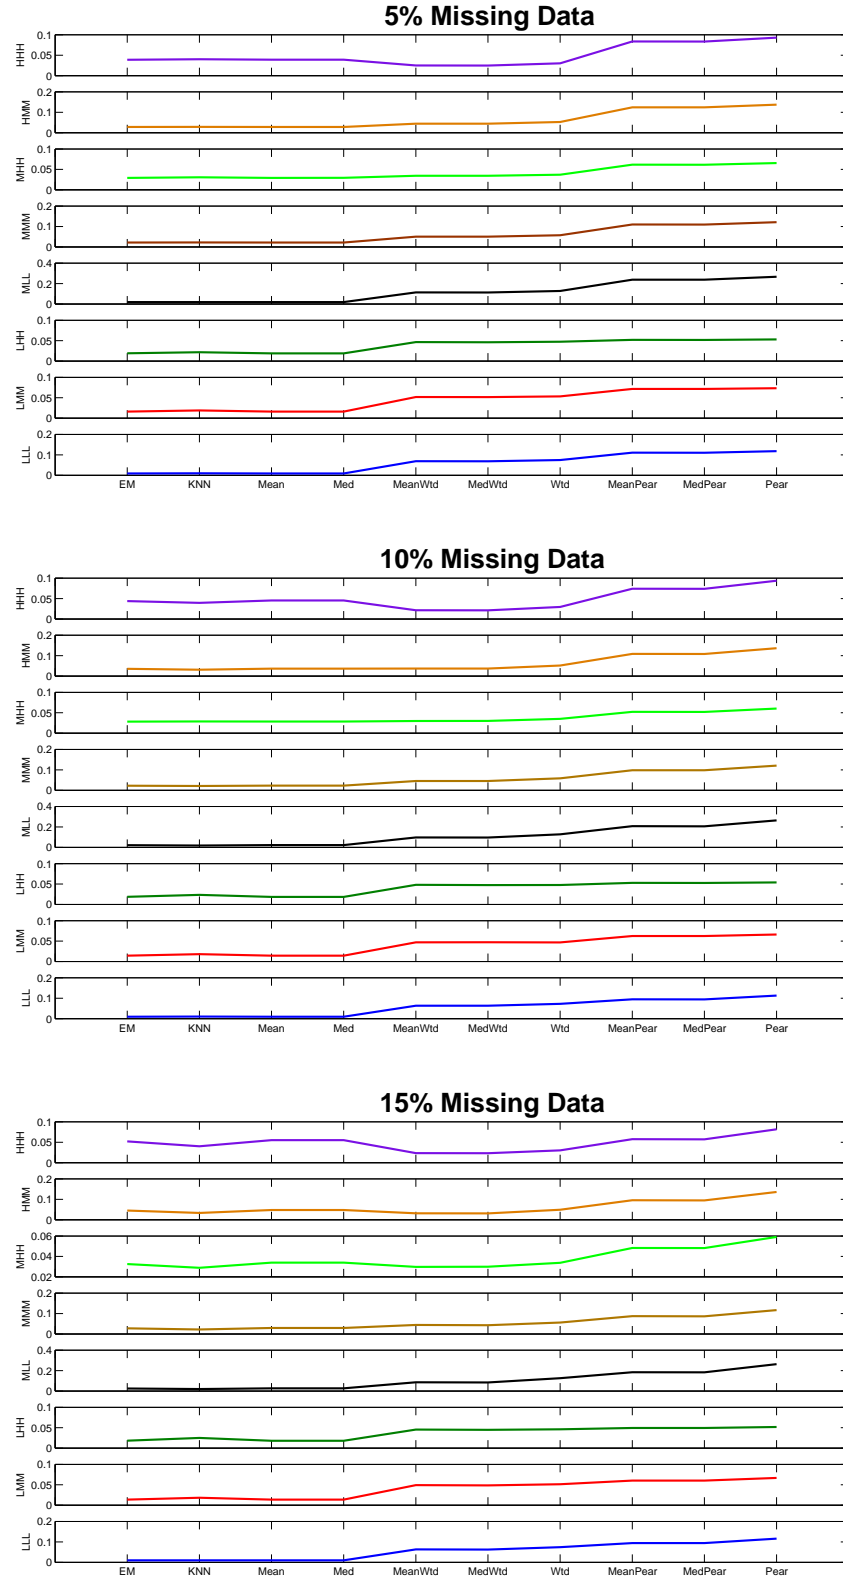 5% Missing Data
0.1
0.05
0
HHH
0.2
0.1
0
HMM
0.1
0.05
0
MHH
0.2
0.1
0
MMM
0.4
0.2
0
MLL
0.1
0.05
0
LHH
0.1
0.05
0
LMM
0.2
0.1
0
LLL
EM KNN Mean Med MeanWtd MedWtd Wtd MeanPear MedPear Pear
10% Missing Data
0.1
0.05
0
HHH
0.2
0.1
0
HMM
0.1
0.05
0
MHH
0.2
0.1
0
MMM
0.4
0.2
0
MLL
0.1
0.05
0
LHH
0.1
0.05
0
LMM
0.2
0.1
0
LLL
EM KNN Mean Med MeanWtd MedWtd Wtd MeanPear MedPear Pear
15% Missing Data
0.1
0.05
0
HHH
0.2
0.1
0
HMM
0.06
0.04
0.02
MHH
0.2
0.1
0
MMM
0.4
0.2
0
MLL
0.1
0.05
0
LHH
0.1
0.05
0
LMM
0.2
0.1
0
LLL
EM KNN Mean Med MeanWtd MedWtd Wtd MeanPear MedPear Pear